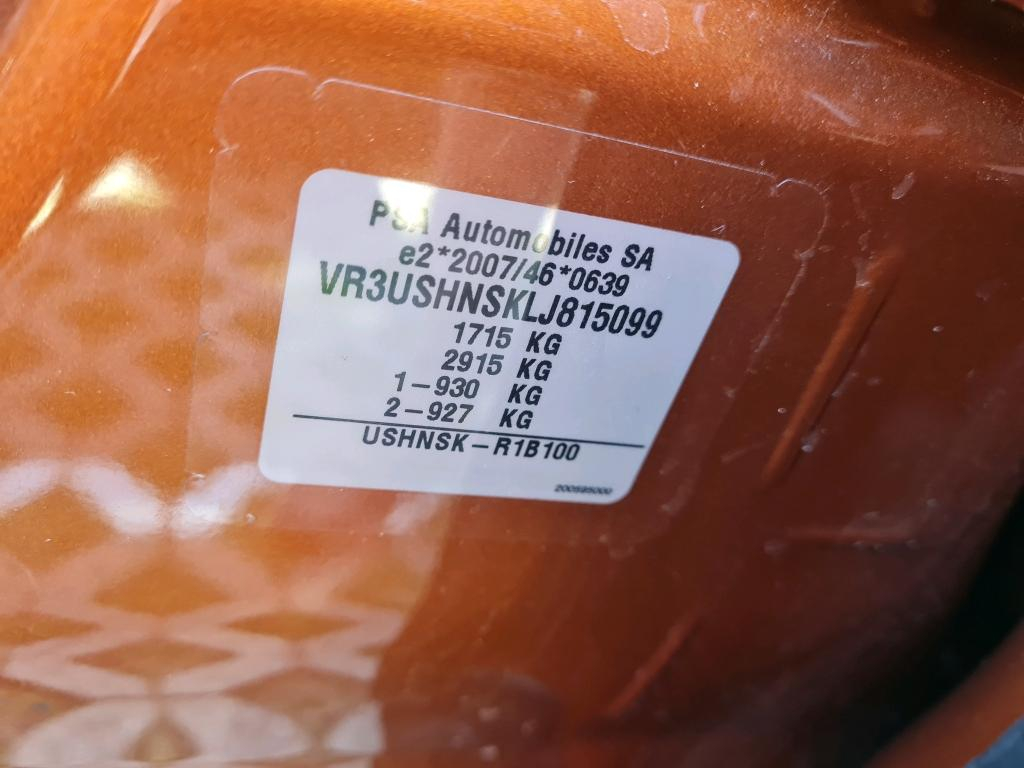 PSA Automobiles SA
e2*2007/46*0639
VR3USHNSKLJ815099
1715 KG
2915 KG
1-930 KG
2-927 KG
USHNSK-R1B100
200595000